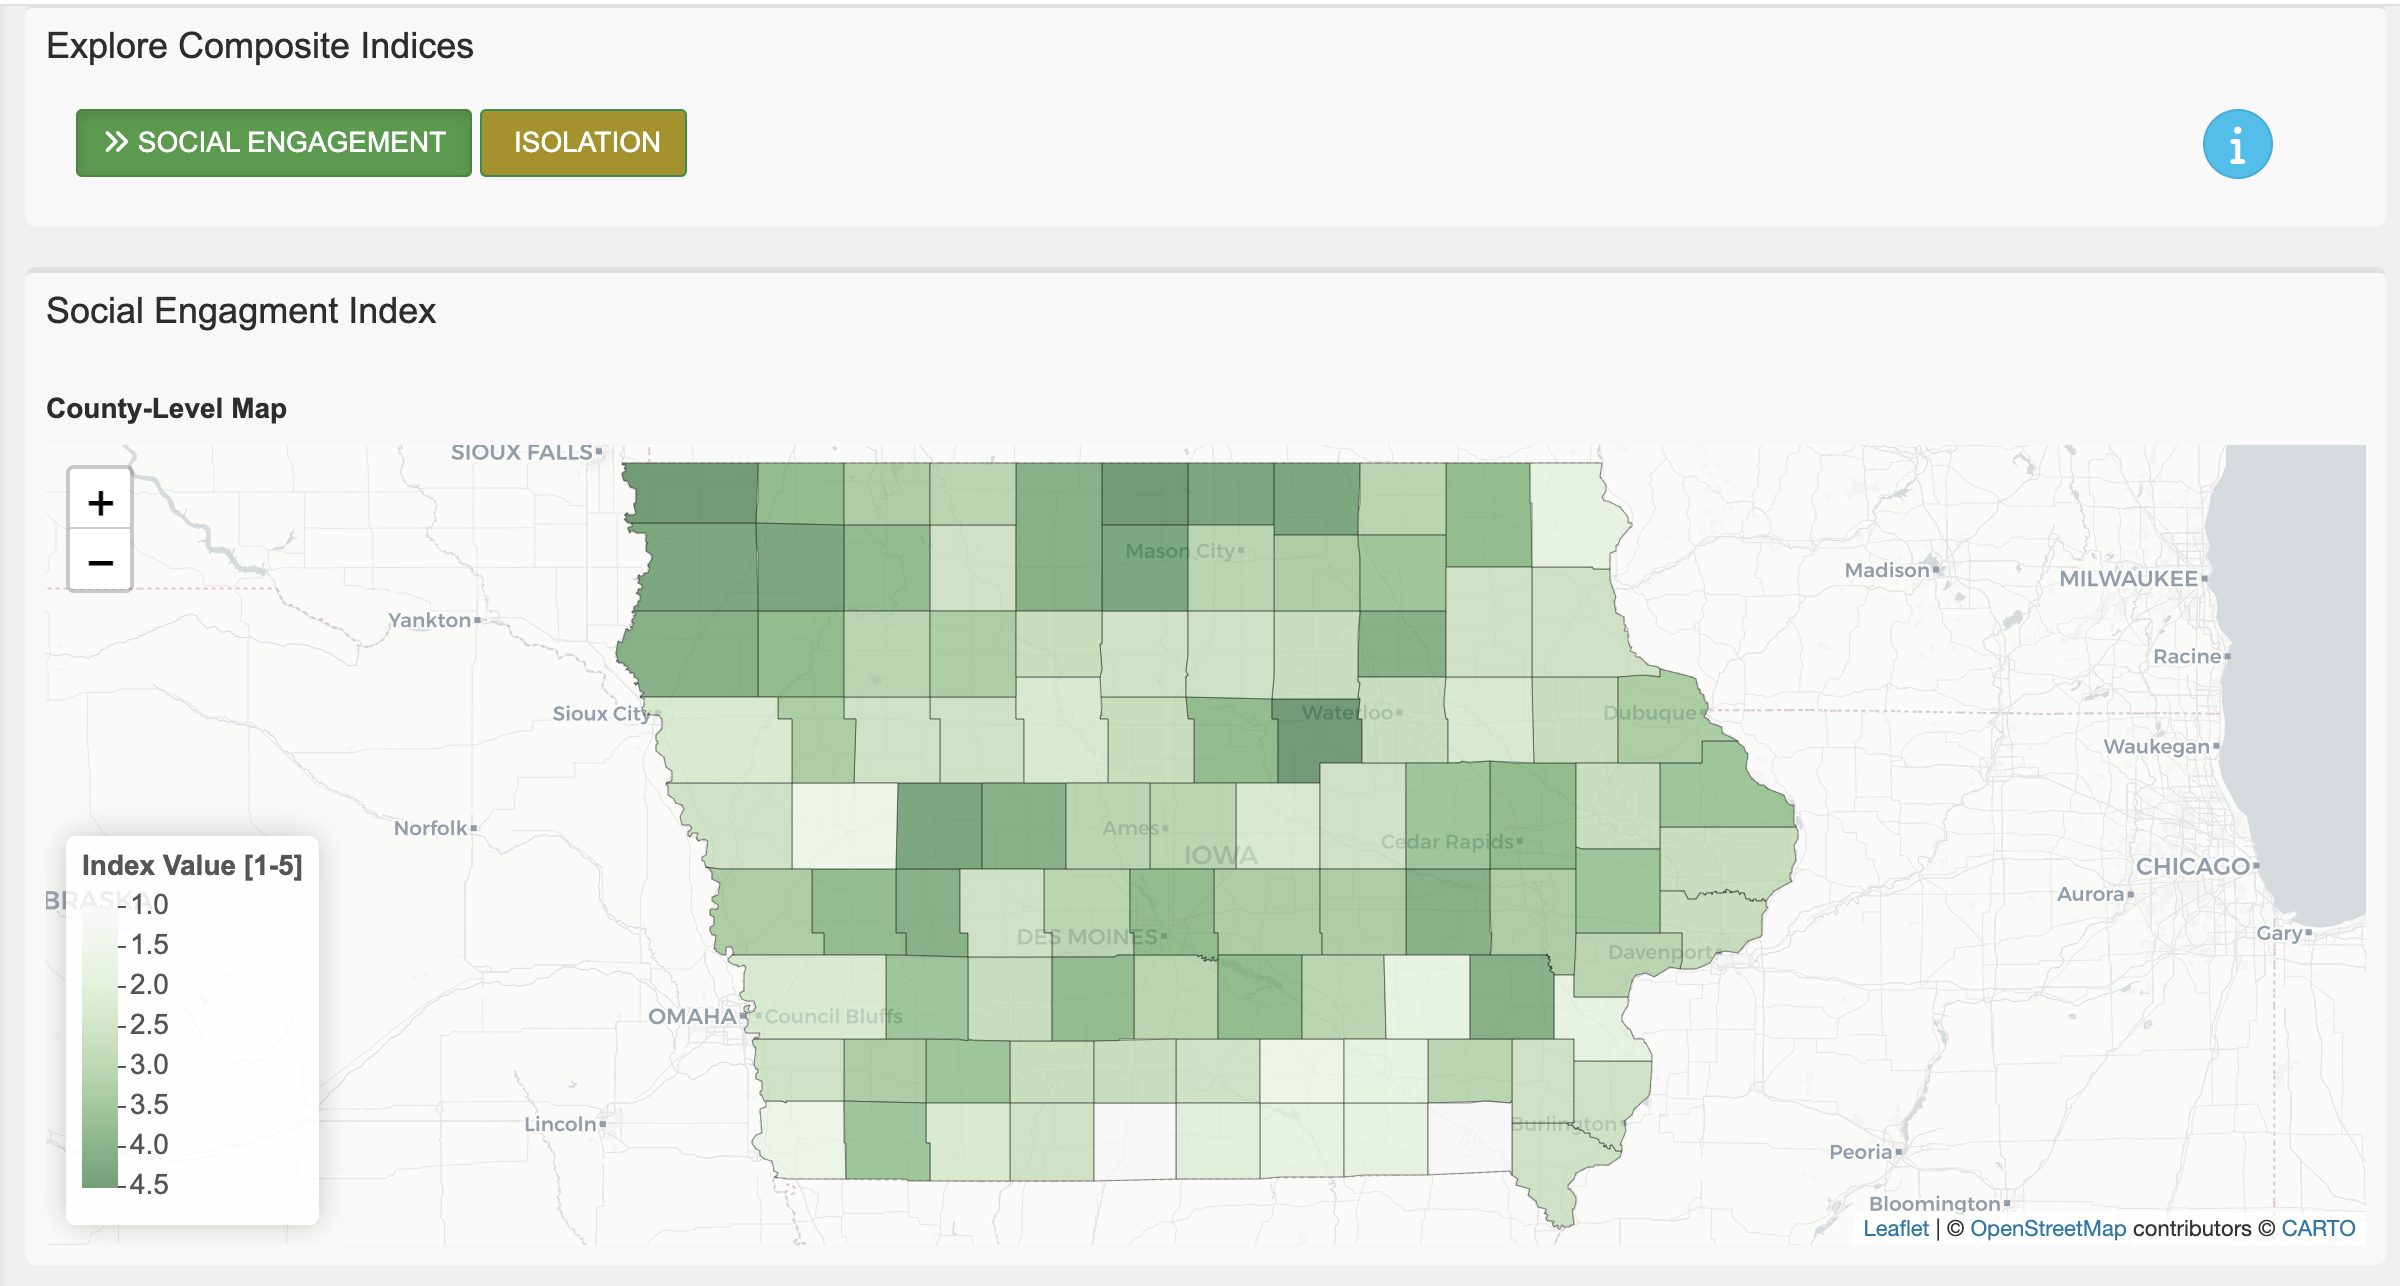 Explore Composite Indices
SOCIAL ENGAGEMENT
ISOLATION
i
Social Engagment Index
County-Level Map
+
−
SIOUX FALLS
Yankton
Sioux City
Norfolk
BRASKA
OMAHA
Council Bluffs
Lincoln
Mason City
Waterloo
Dubuque
Ames
IOWA
Cedar Rapids
DES MOINES
Davenport
Burlington
Madison
MILWAUKEE
Racine
Waukegan
CHICAGO
Aurora
Gary
Peoria
Bloomington
Index Value [1-5]
1.0
1.5
2.0
2.5
3.0
3.5
4.0
4.5
Leaflet | © OpenStreetMap contributors © CARTO